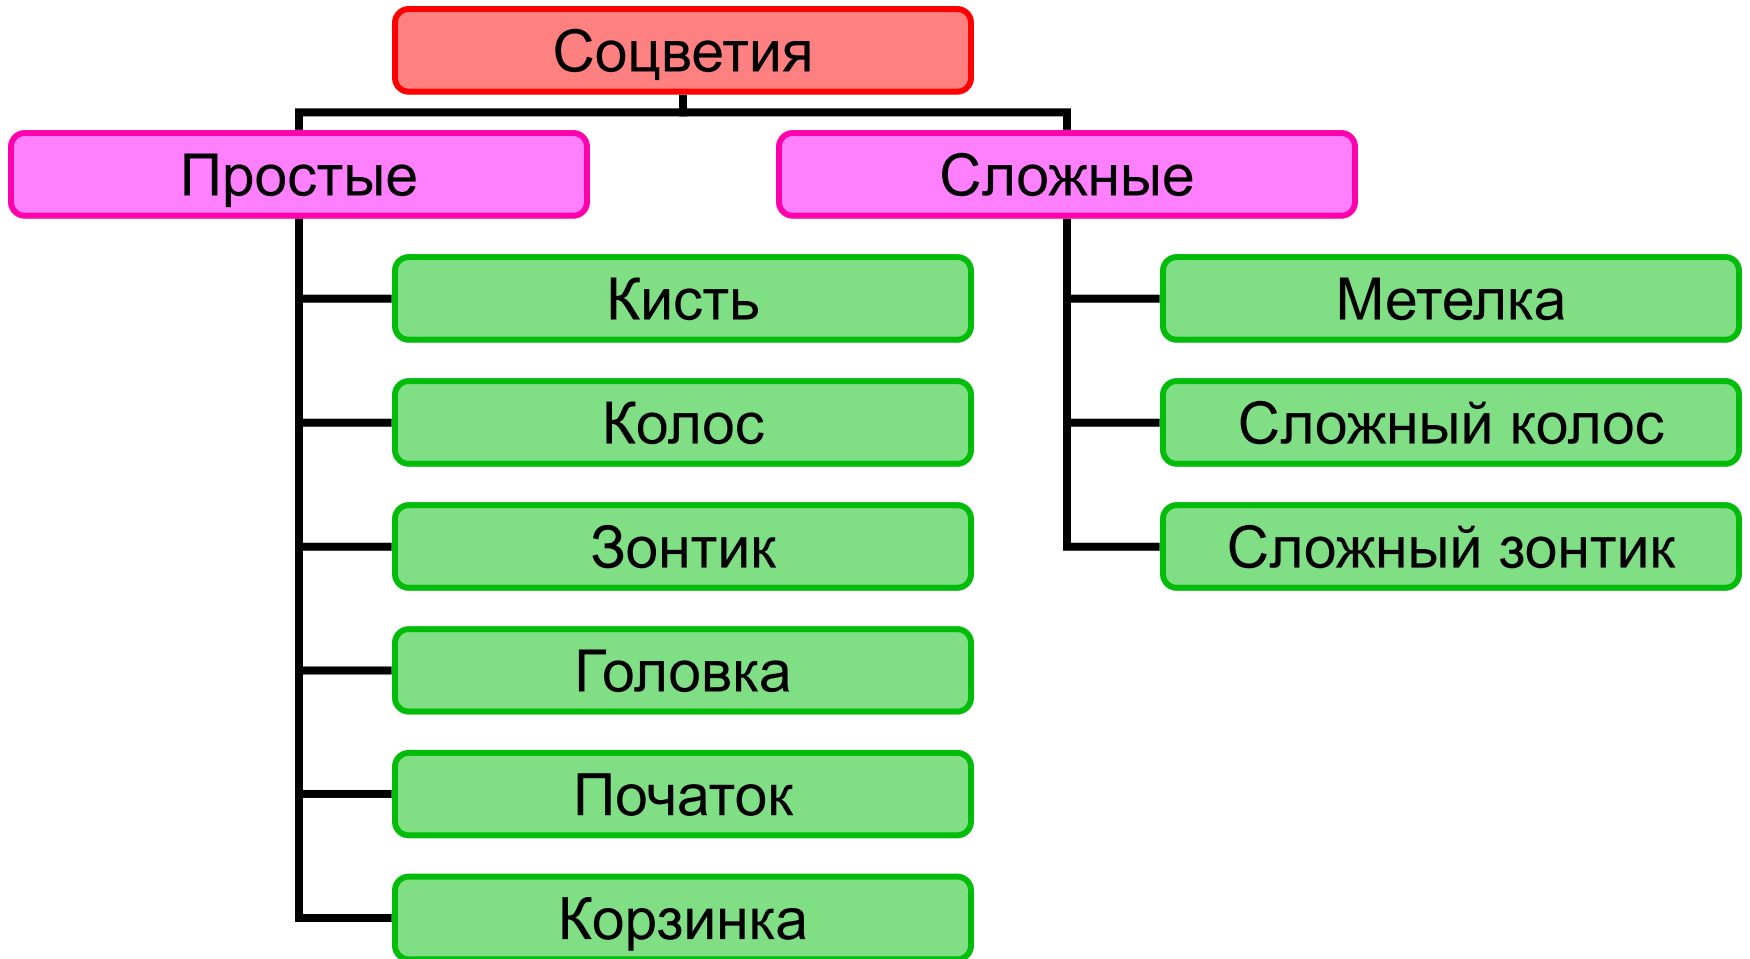 Соцветия
Простые
Сложные
Кисть
Колос
Зонтик
Головка
Початок
Корзинка
Метелка
Сложный колос
Сложный зонтик